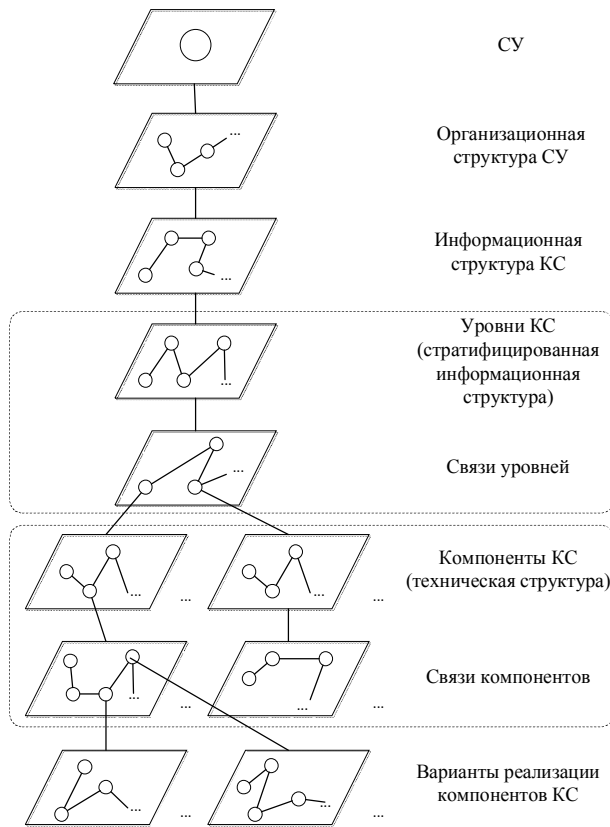 СУ
...
Организационная
структура СУ
Информационная
структура КС
...
Уровни КС
(стратифицированная
информационная
структура)
...
...
Связи уровней
Компоненты КС
(техническая структура)
... ... ... ...
... ...
Связи компонентов
... ...
Варианты реализации
компонентов КС
... ... ... ...